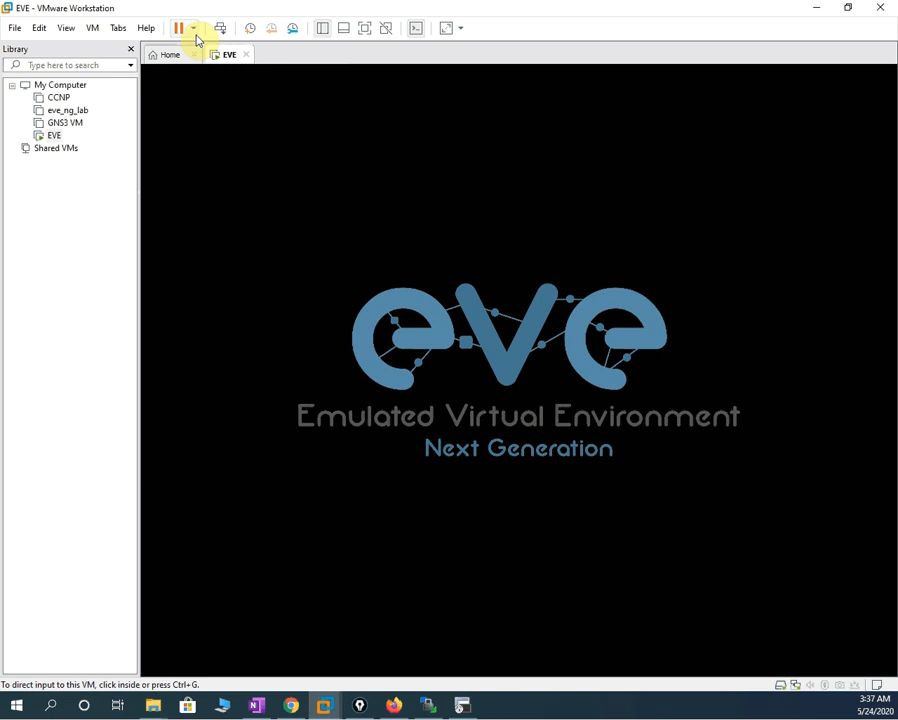 EVE - VMware Workstation
File Edit View VM Tabs Help
Library
Home
EVE
Type here to search
My Computer
CCNP
eve_ng_lab
GNS3 VM
EVE
Shared VMs
eve
Emulated Virtual Environment
Next Generation
To direct input to this VM, click inside or press Ctrl+G.
3:37 AM
5/24/2020